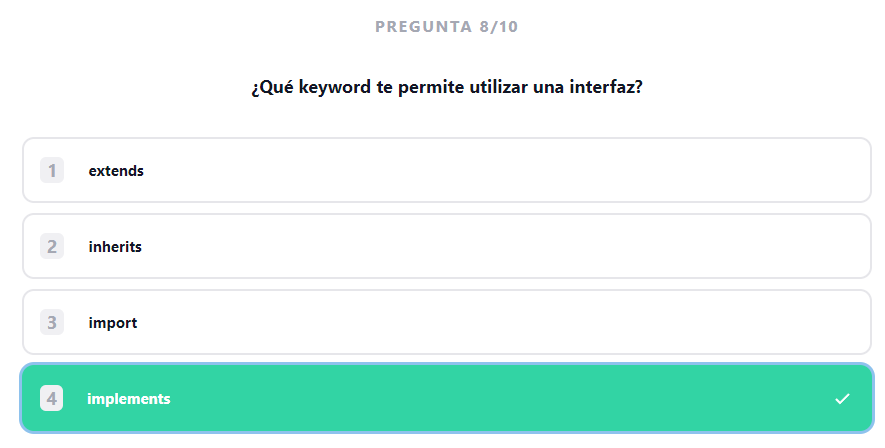 PREGUNTA 8/10
¿Qué keyword te permite utilizar una interfaz?
1 extends
2 inherits
3 import
4 implements